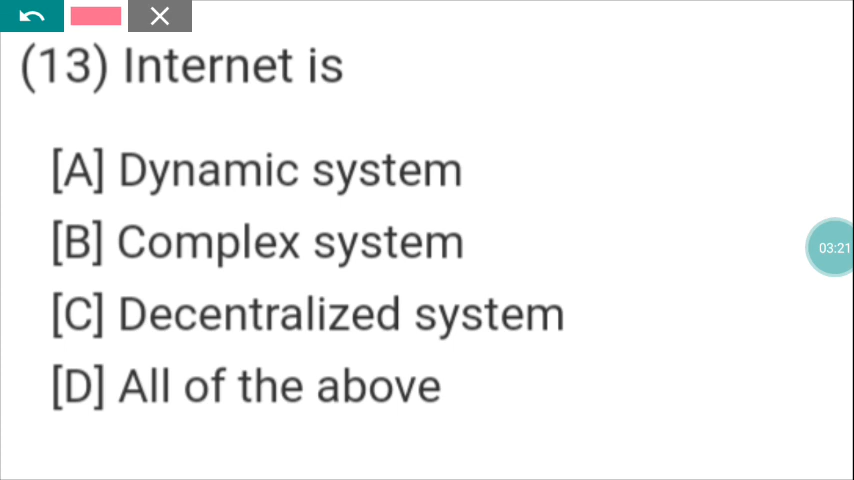 (13) Internet is
[A] Dynamic system
[B] Complex system
03:21
[C] Decentralized system
[D] All of the above